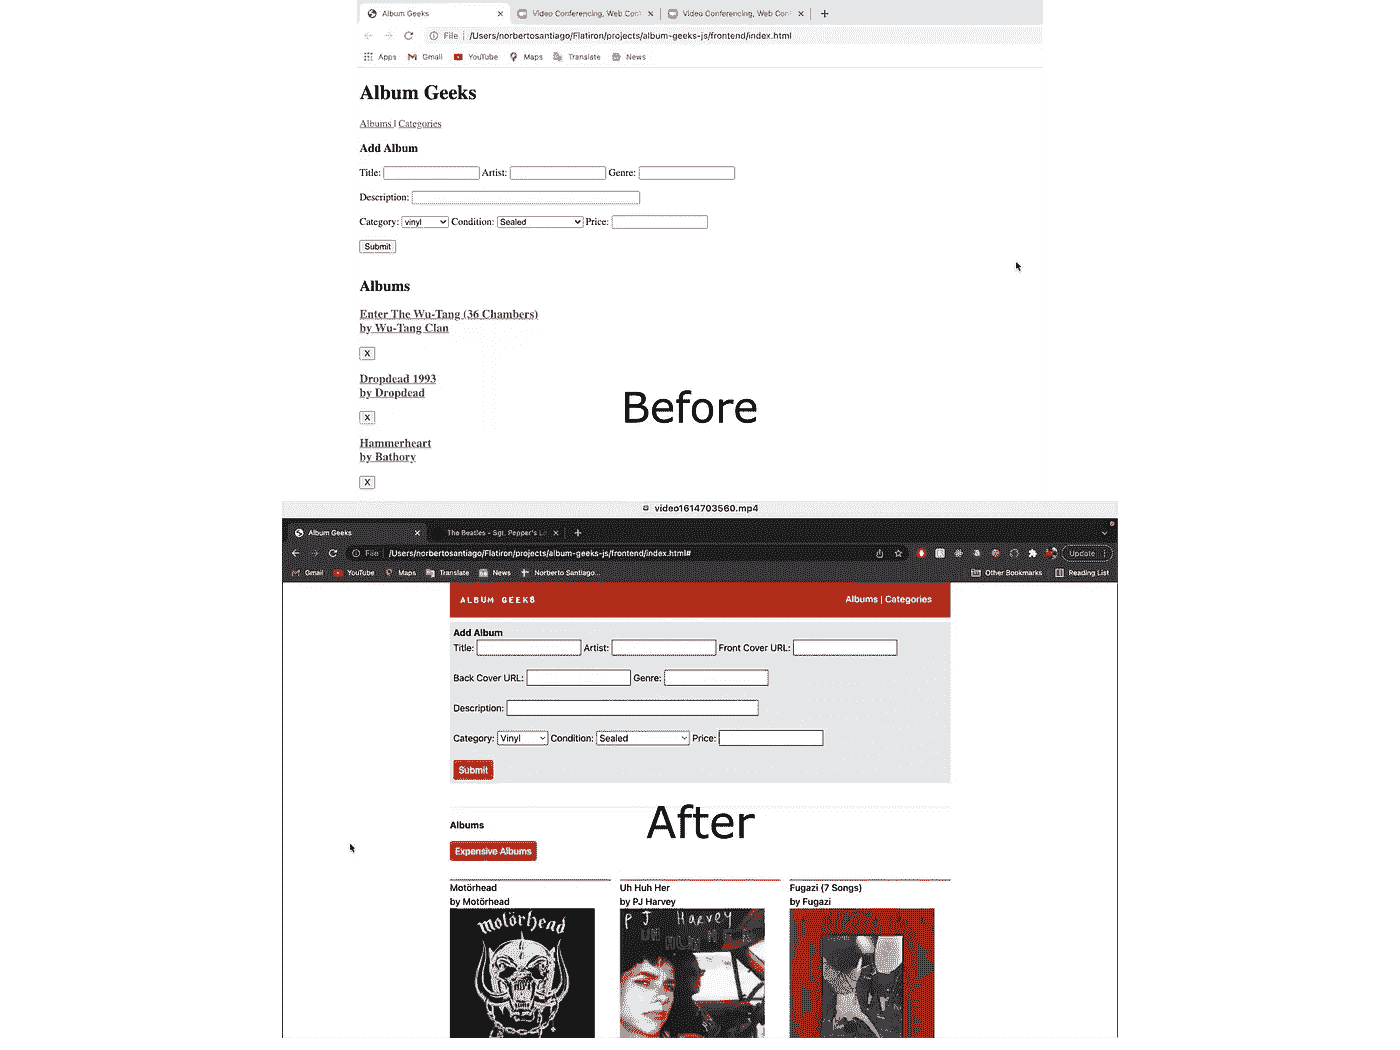 Album Geeks
Video Conferencing, Web Con
Video Conferencing, Web Con
File /Users/norbertosantiago/Flatiron/projects/album-geeks-js/frontend/index.html
Apps Gmail YouTube Maps Translate News
Album Geeks
Albums | Categories
Add Album
Title: Artist: Genre:
Description:
Category: vinyl Condition: Sealed Price:
Submit
Albums
Enter The Wu-Tang (36 Chambers)
by Wu-Tang Clan
X
Dropdead 1993
by Dropdead
X
Before
Hammerheart
by Bathory
X
video1614703560.mp4
Album Geeks
The Beatles - Sgt. Pepper's L
File /Users/norbertosantiago/Flatiron/projects/album-geeks-js/frontend/index.html#
Update
Gmail YouTube Maps Translate News Norberto Santiago... Other Bookmarks Reading List
ALBUM GEEKS
Albums | Categories
Add Album
Title: Artist: Front Cover URL:
Back Cover URL: Genre:
Description:
Category: Vinyl Condition: Sealed Price:
Submit
After
Albums
Expensive Albums
Motörhead
by Motörhead
Uh Huh Her
by PJ Harvey
Fugazi (7 Songs)
by Fugazi
motörhead
PJ Harvey
UH HUH HER